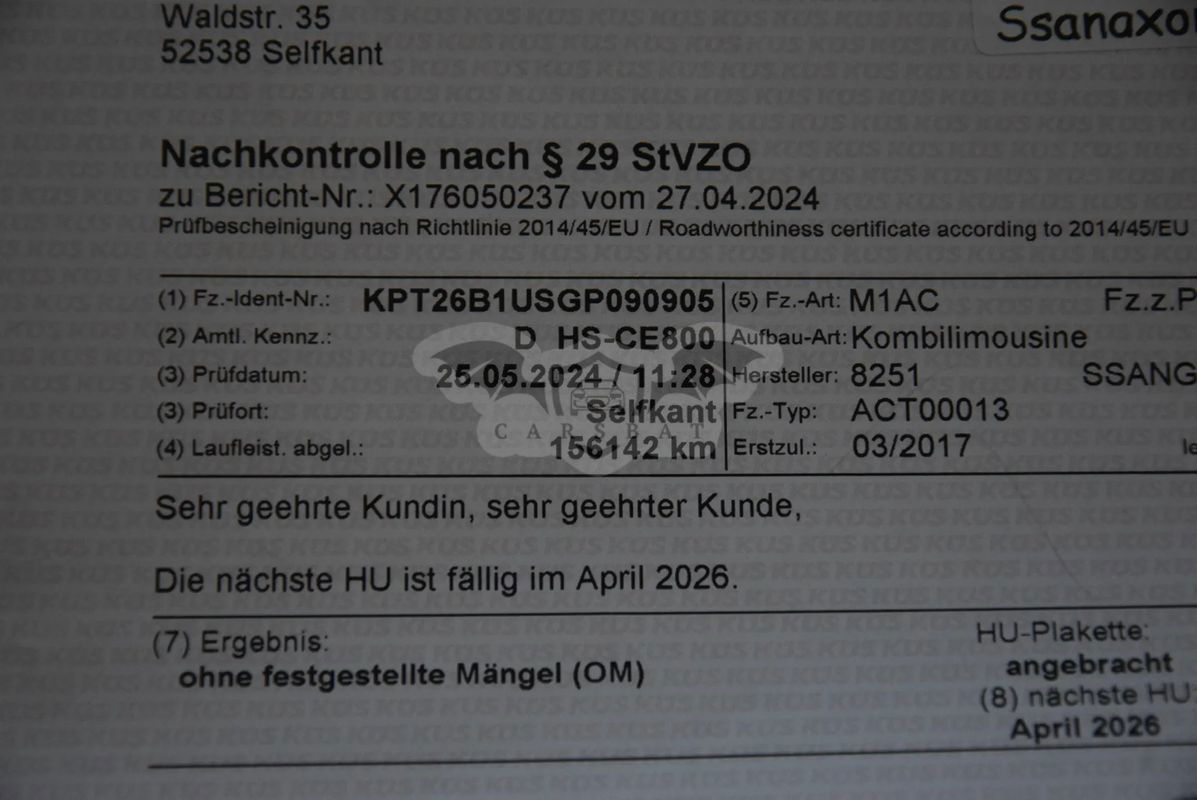 Waldstr. 35
52538 Selfkant
Ssanaxo
Nachkontrolle nach § 29 StVZO
zu Bericht-Nr.: X176050237 vom 27.04.2024
Prüfbescheinigung nach Richtlinie 2014/45/EU / Roadworthiness certificate according to 2014/45/EU
(1) Fz.-Ident-Nr.: KPT26B1USGP090905 (5) Fz.-Art: M1AC Fz.z.P
(2) Amtl. Kennz.: D HS-CE800 Aufbau-Art: Kombilimousine
(3) Prüfdatum: 25.05.2024 / 11:28 Hersteller: 8251 SSANG
(3) Prüfort: Selfkant Fz.-Typ: ACT00013
CARSBAT
(4) Laufleist. abgel.: 156142 km Erstzul.: 03/2017 le
Sehr geehrte Kundin, sehr geehrter Kunde,
Die nächste HU ist fällig im April 2026.
(7) Ergebnis:
ohne festgestellte Mängel (OM)
HU-Plakette:
angebracht
(8) nächste HU
April 2026